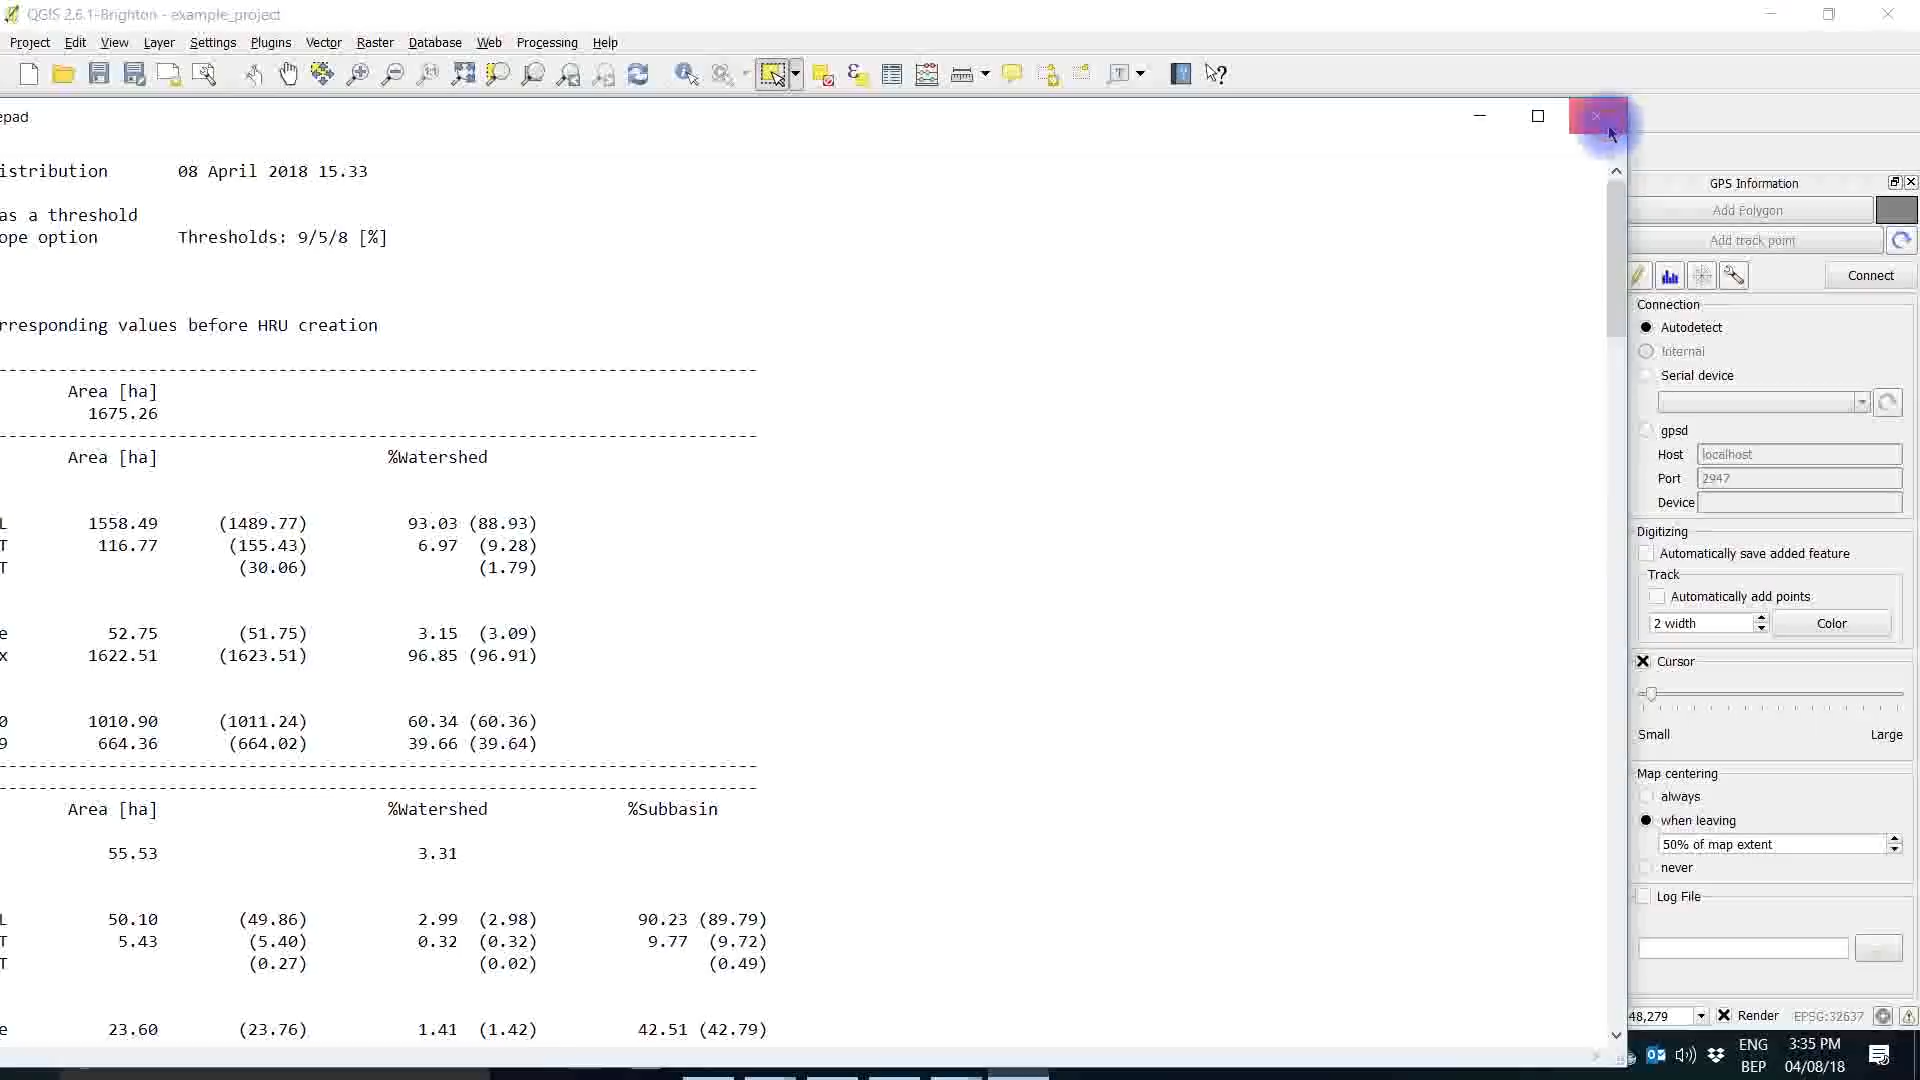 QGIS 2.6.1-Brighton - example_project
Project Edit View Layer Settings Plugins Vector Raster Database Web Processing Help
epad
istribution 08 April 2018 15.33
as a threshold
ope option Thresholds: 9/5/8 [%]
rresponding values before HRU creation
------------------------------------------------------------------------------
Area [ha]
1675.26
------------------------------------------------------------------------------
Area [ha] %Watershed
L 1558.49 (1489.77) 93.03 (88.93)
T 116.77 (155.43) 6.97 (9.28)
T (30.06) (1.79)
e 52.75 (51.75) 3.15 (3.09)
x 1622.51 (1623.51) 96.85 (96.91)
0 1010.90 (1011.24) 60.34 (60.36)
9 664.36 (664.02) 39.66 (39.64)
------------------------------------------------------------------------------
------------------------------------------------------------------------------
Area [ha] %Watershed %Subbasin
55.53 3.31
L 50.10 (49.86) 2.99 (2.98) 90.23 (89.79)
T 5.43 (5.40) 0.32 (0.32) 9.77 (9.72)
T (0.27) (0.02) (0.49)
e 23.60 (23.76) 1.41 (1.42) 42.51 (42.79)
GPS Information
Add Polygon
Add track point
Connect
Connection
Autodetect
Internal
Serial device
gpsd
Host localhost
Port 2947
Device
Digitizing
Automatically save added feature
Track
Automatically add points
2 width Color
Cursor
Small Large
Map centering
always
when leaving
50% of map extent
never
Log File
48,279 Render EPSG:32637
ENG 3:35 PM
BEP 04/08/18